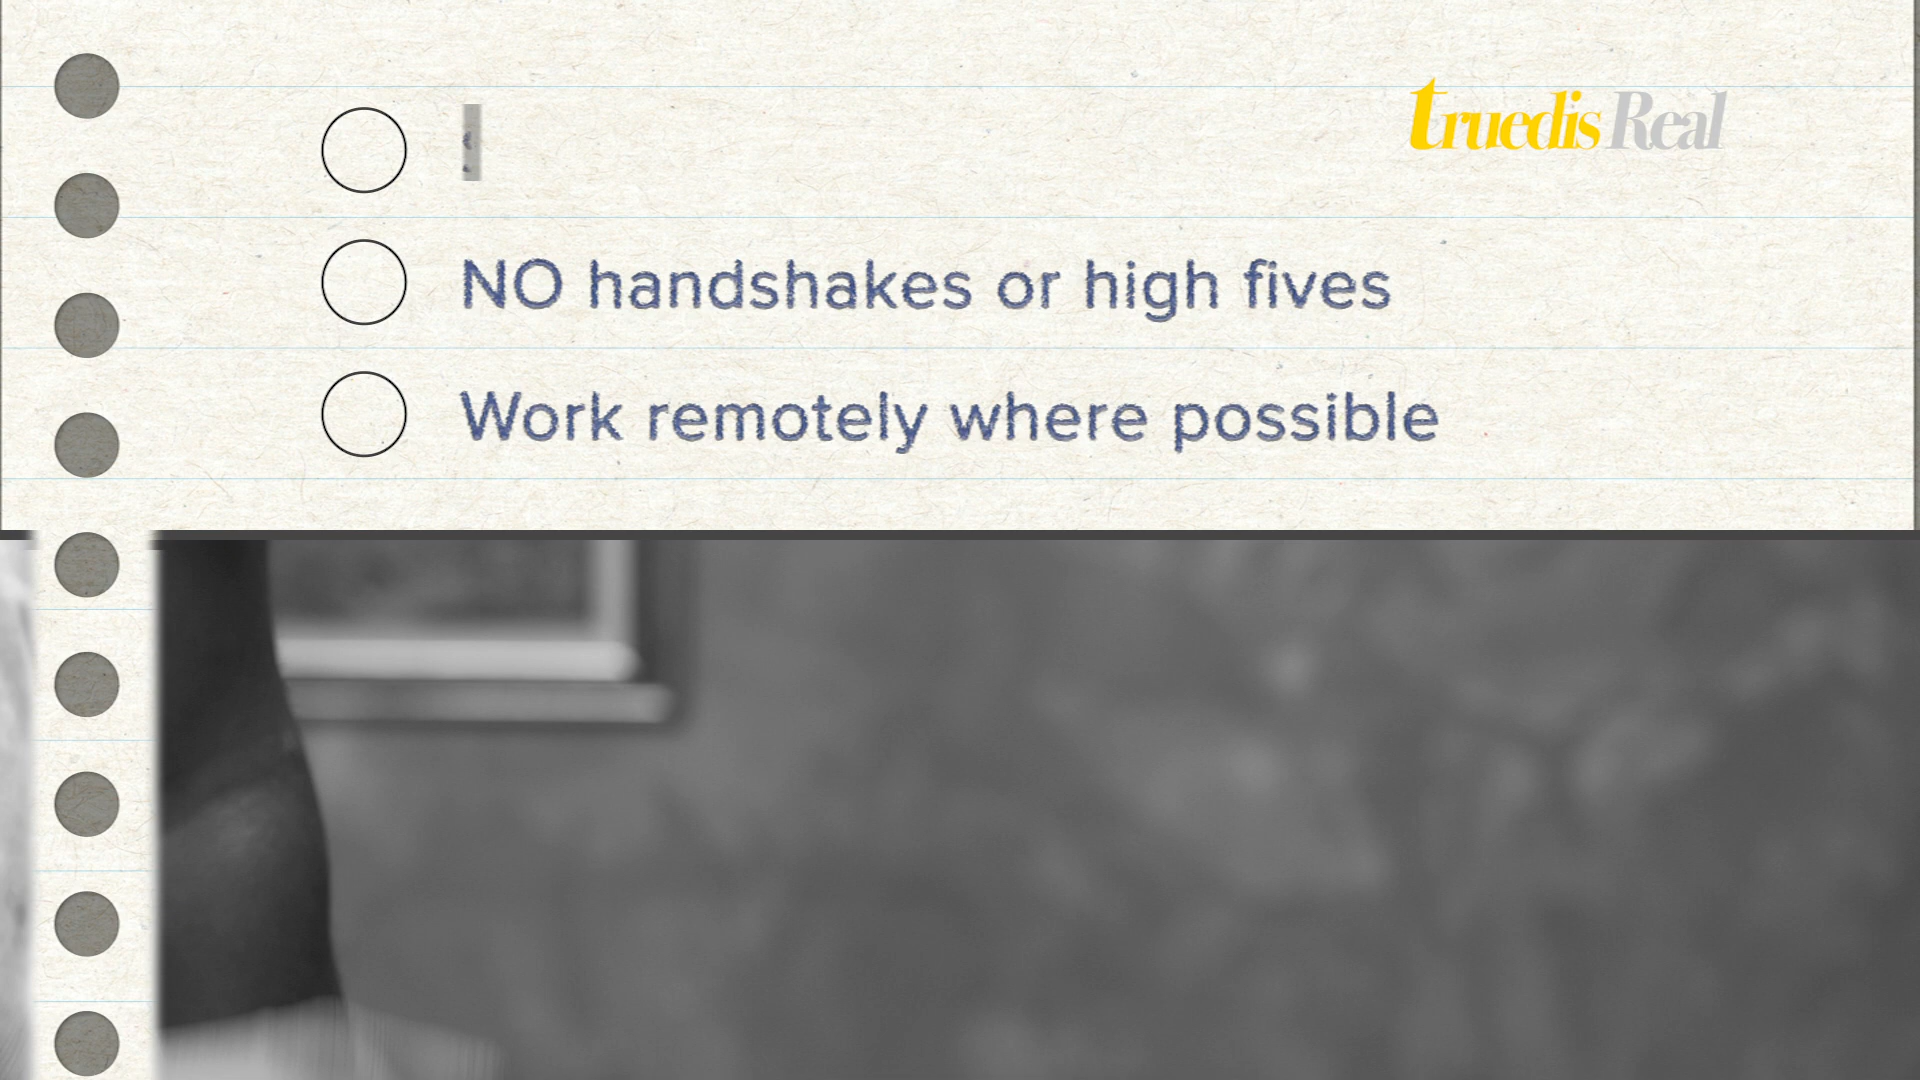 truedis Real
NO handshakes or high fives
Work remotely where possible